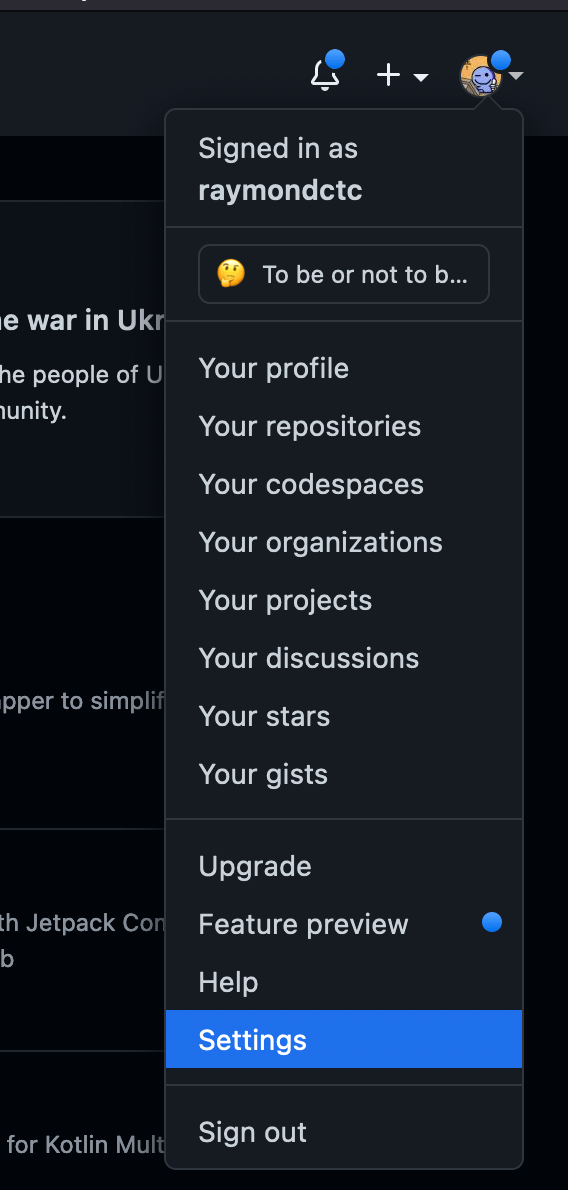 Signed in as
raymondctc
🤔 To be or not to b...
Your profile
Your repositories
Your codespaces
Your organizations
Your projects
Your discussions
Your stars
Your gists
Upgrade
Feature preview
Help
Settings
Sign out
war in Ukr
he people of U
unity.
pper to simplif
th Jetpack Con
b
for Kotlin Mult